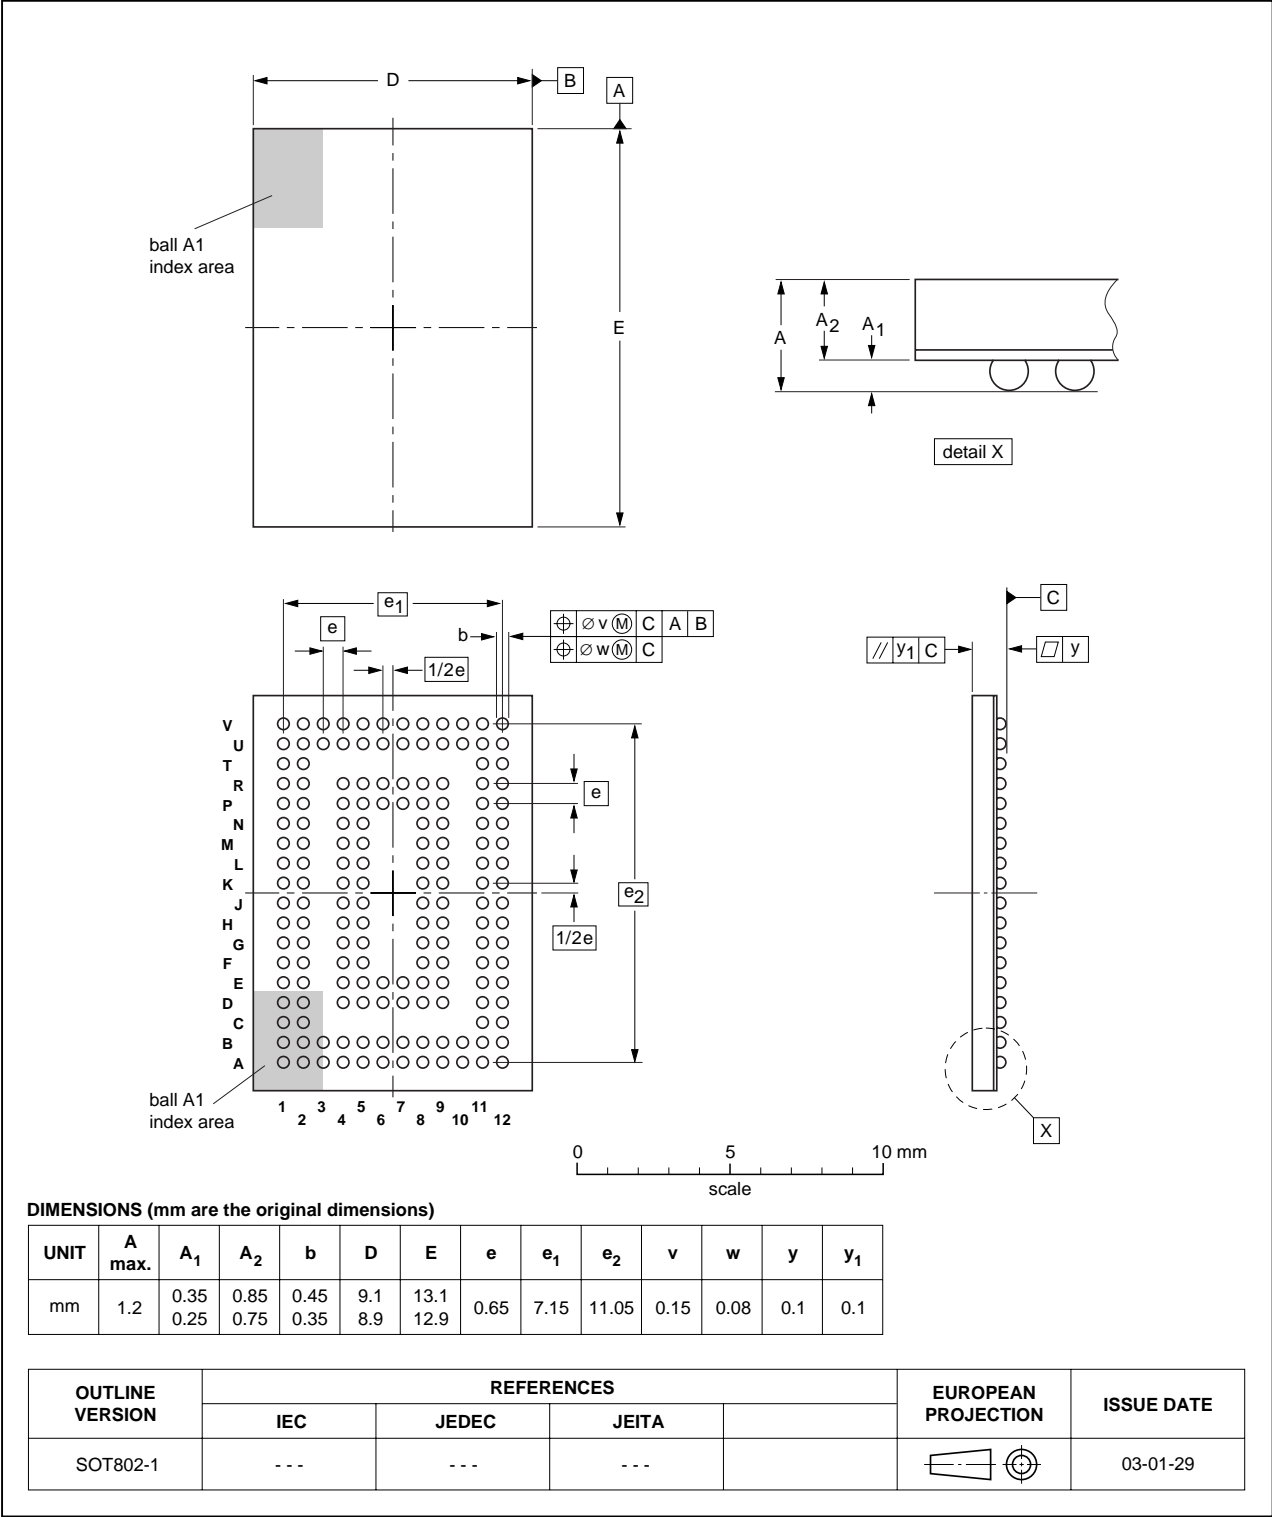 D
B
A
ball A1
index area
E
A
A2
A1
detail X
e1
e
b
⌖ ∅ v Ⓜ C A B
⌖ ∅ w Ⓜ C
1/2e
C
// y1 C
⏥ y
V
U
T
R
P
N
M
L
K
J
H
G
F
E
D
C
B
A
e
e2
1/2e
ball A1
index area
1 3 5 7 9 11
2 4 6 8 10 12
X
0 5 10 mm
scale
DIMENSIONS (mm are the original dimensions)
UNIT A max. A1 A2 b D E e e1 e2 v w y y1
mm 1.2 0.35 0.25 0.85 0.75 0.45 0.35 9.1 8.9 13.1 12.9 0.65 7.15 11.05 0.15 0.08 0.1 0.1
OUTLINE VERSION REFERENCES EUROPEAN PROJECTION ISSUE DATE
IEC JEDEC JEITA
SOT802-1 - - - - - - - - - 03-01-29